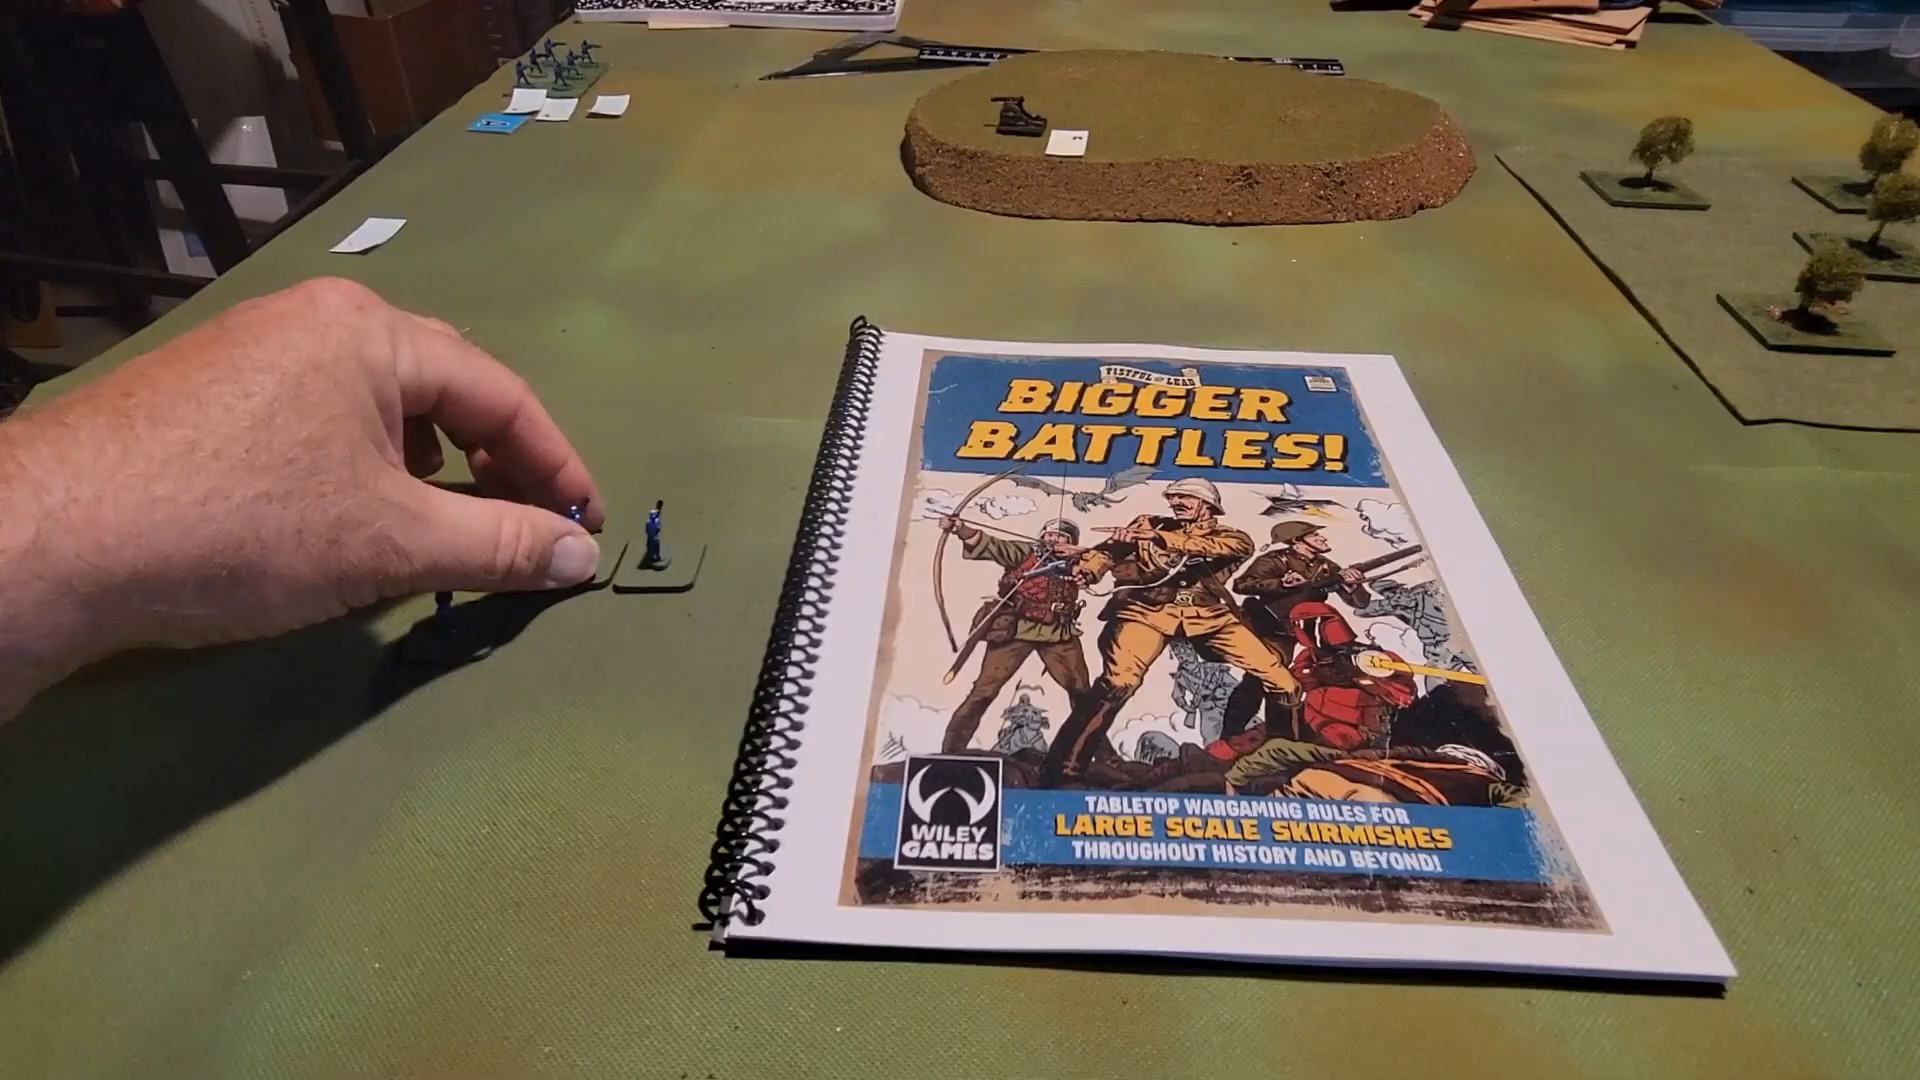 FISTFUL OF LEAD
BIGGER
BATTLES!
WILEY
GAMES
TABLETOP WARGAMING RULES FOR
LARGE SCALE SKIRMISHES
THROUGHOUT HISTORY AND BEYOND!